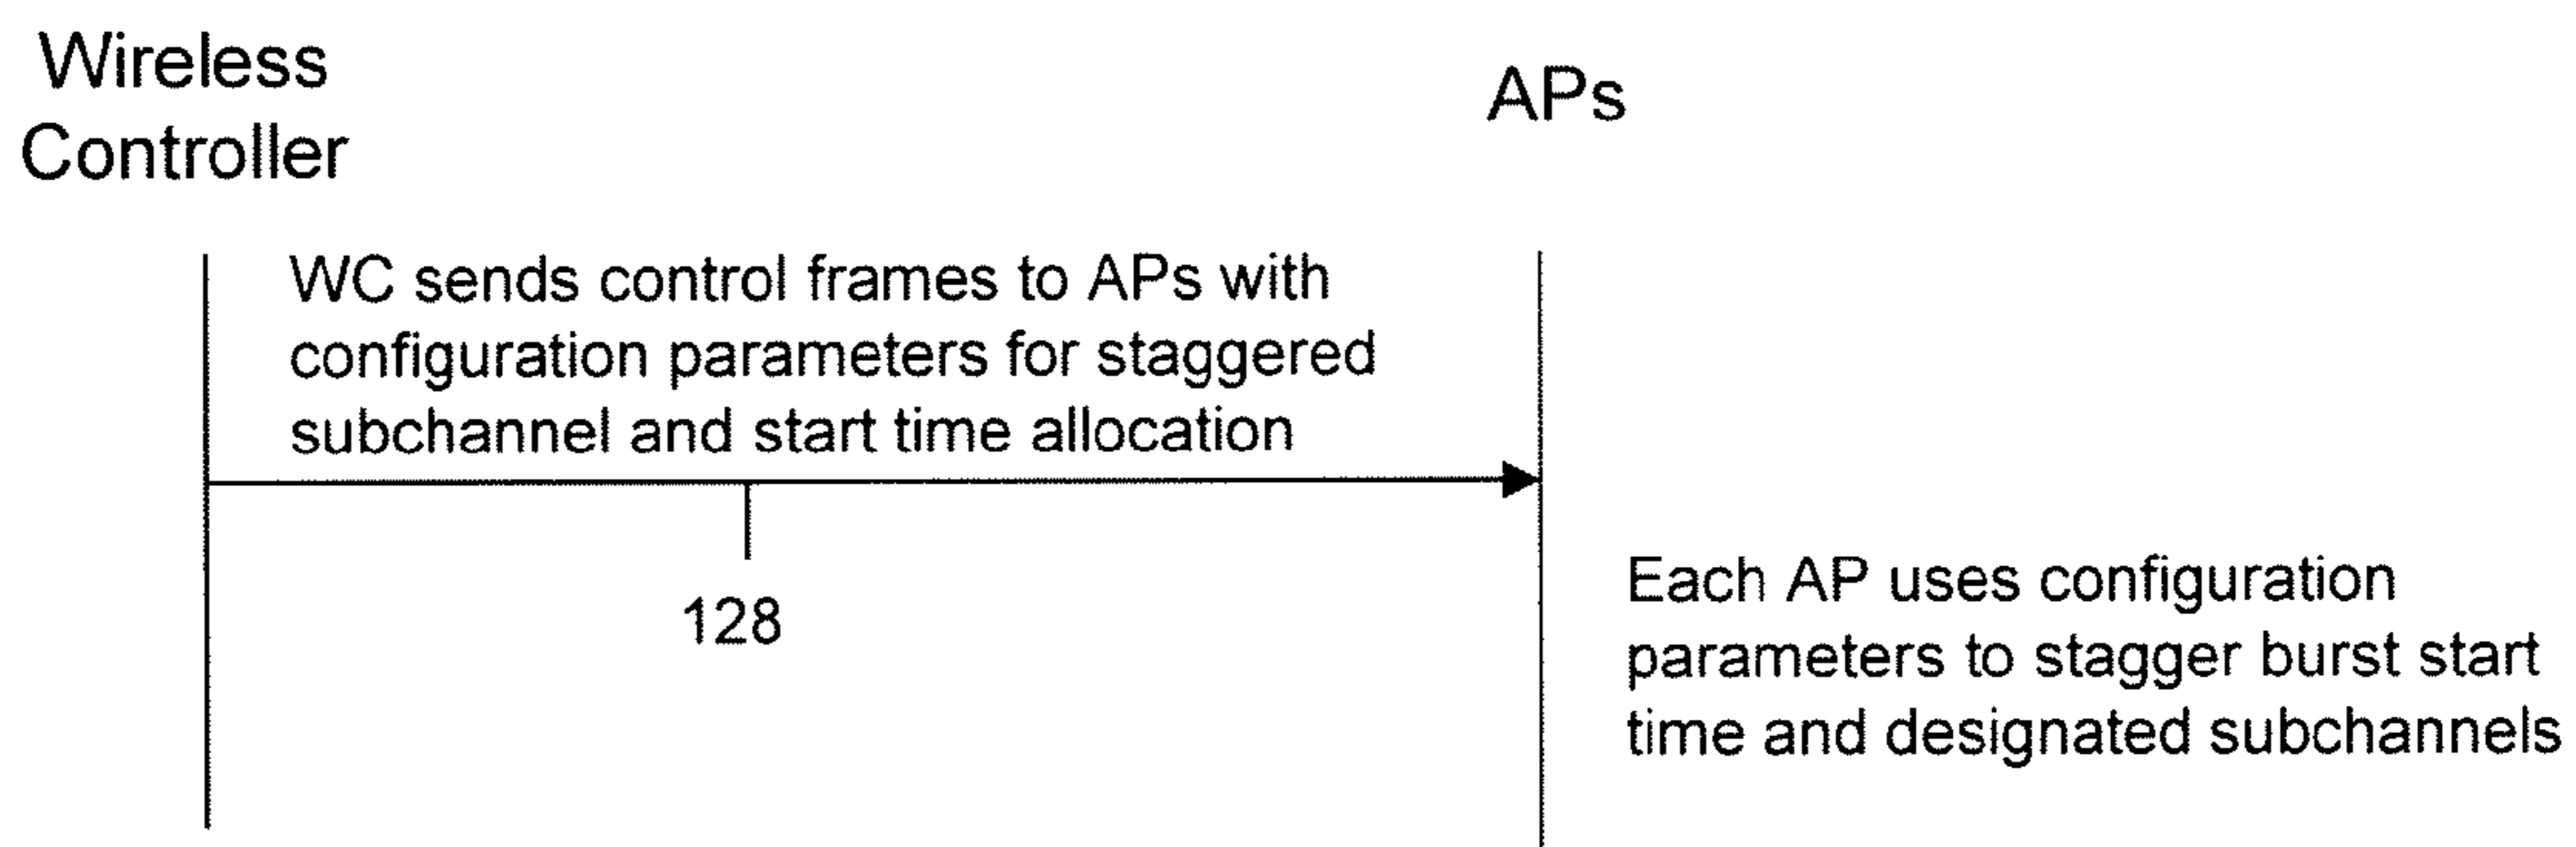 Wireless
Controller
APs
WC sends control frames to APs with
configuration parameters for staggered
subchannel and start time allocation
128
Each AP uses configuration
parameters to stagger burst start
time and designated subchannels